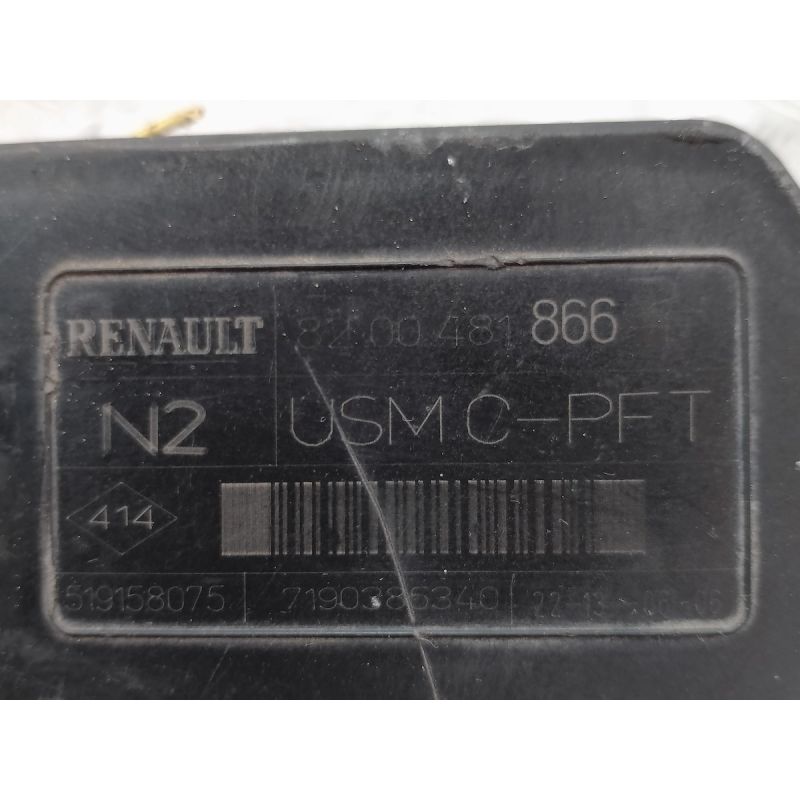 RENAULT 8200 481 866
N2 USM C-PFT
414
519158075 7190386340